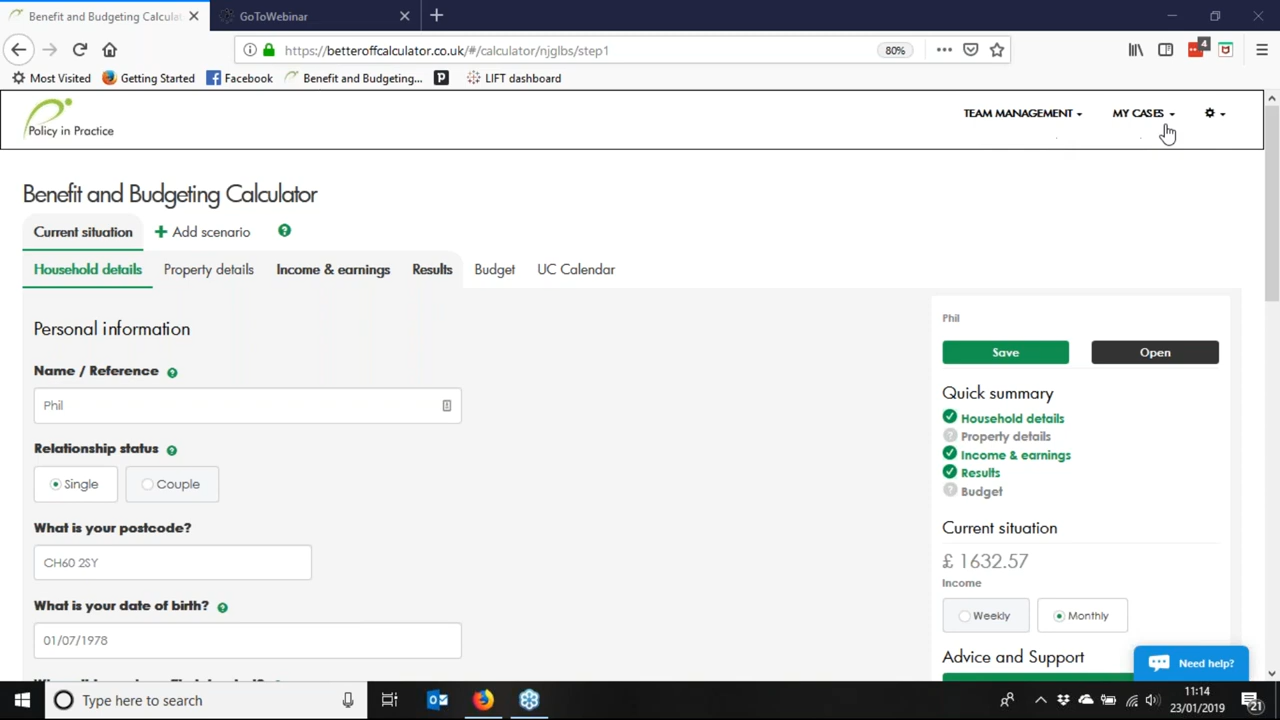 Benefit and Budgeting Calcula
GoToWebinar
https://betteroffcalculator.co.uk/#/calculator/njglbs/step1
80%
4
Most Visited
Getting Started
Facebook
Benefit and Budgeting...
LIFT dashboard
Policy in Practice
TEAM MANAGEMENT
MY CASES
Benefit and Budgeting Calculator
Current situation
Add scenario
Household details
Property details
Income & earnings
Results
Budget
UC Calendar
Personal information
Name / Reference
Phil
Relationship status
Single
Couple
What is your postcode?
CH60 2SY
What is your date of birth?
01/07/1978
Phil
Save
Open
Quick summary
Household details
Property details
Income & earnings
Results
Budget
Current situation
£ 1632.57
Income
Weekly
Monthly
Advice and Support
Need help?
Type here to search
11:14
23/01/2019
21